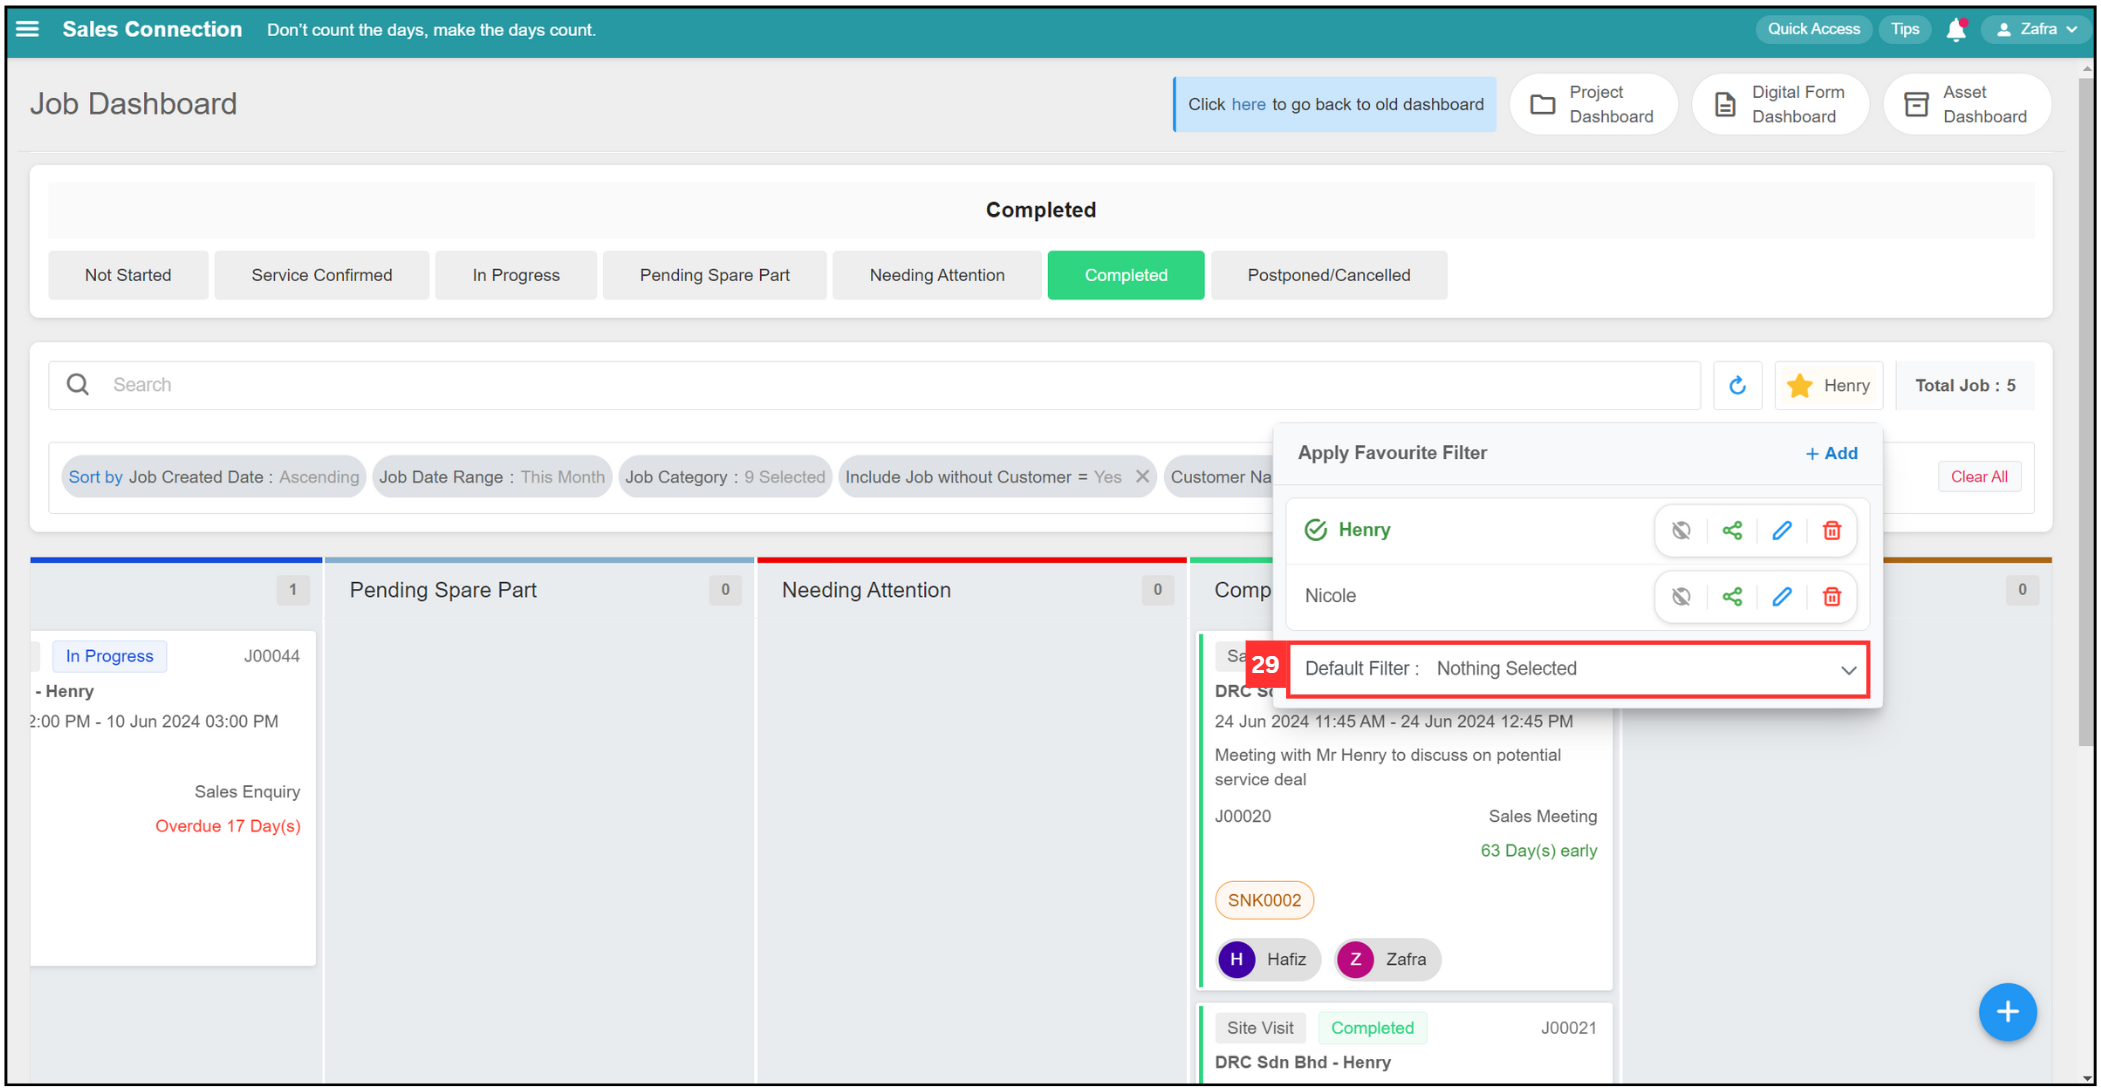 Sales Connection Don't count the days, make the days count. Quick Access Tips Zafra
Job Dashboard
Click here to go back to old dashboard
Project
Dashboard
Digital Form
Dashboard
Asset
Dashboard
Completed
Not Started Service Confirmed In Progress Pending Spare Part Needing Attention Completed Postponed/Cancelled
Search
Henry
Total Job : 5
Sort by Job Created Date : Ascending Job Date Range : This Month Job Category : 9 Selected Include Job without Customer = Yes Customer Na
Clear All
Apply Favourite Filter + Add
Henry
Nicole
29 Default Filter : Nothing Selected
1
Pending Spare Part 0
Needing Attention 0
Comp
0
In Progress J00044
- Henry
2:00 PM - 10 Jun 2024 03:00 PM
Sales Enquiry
Overdue 17 Day(s)
Sa
DRC
24 Jun 2024 11:45 AM - 24 Jun 2024 12:45 PM
Meeting with Mr Henry to discuss on potential
service deal
J00020 Sales Meeting
63 Day(s) early
SNK0002
H Hafiz Z Zafra
Site Visit Completed J00021
DRC Sdn Bhd - Henry